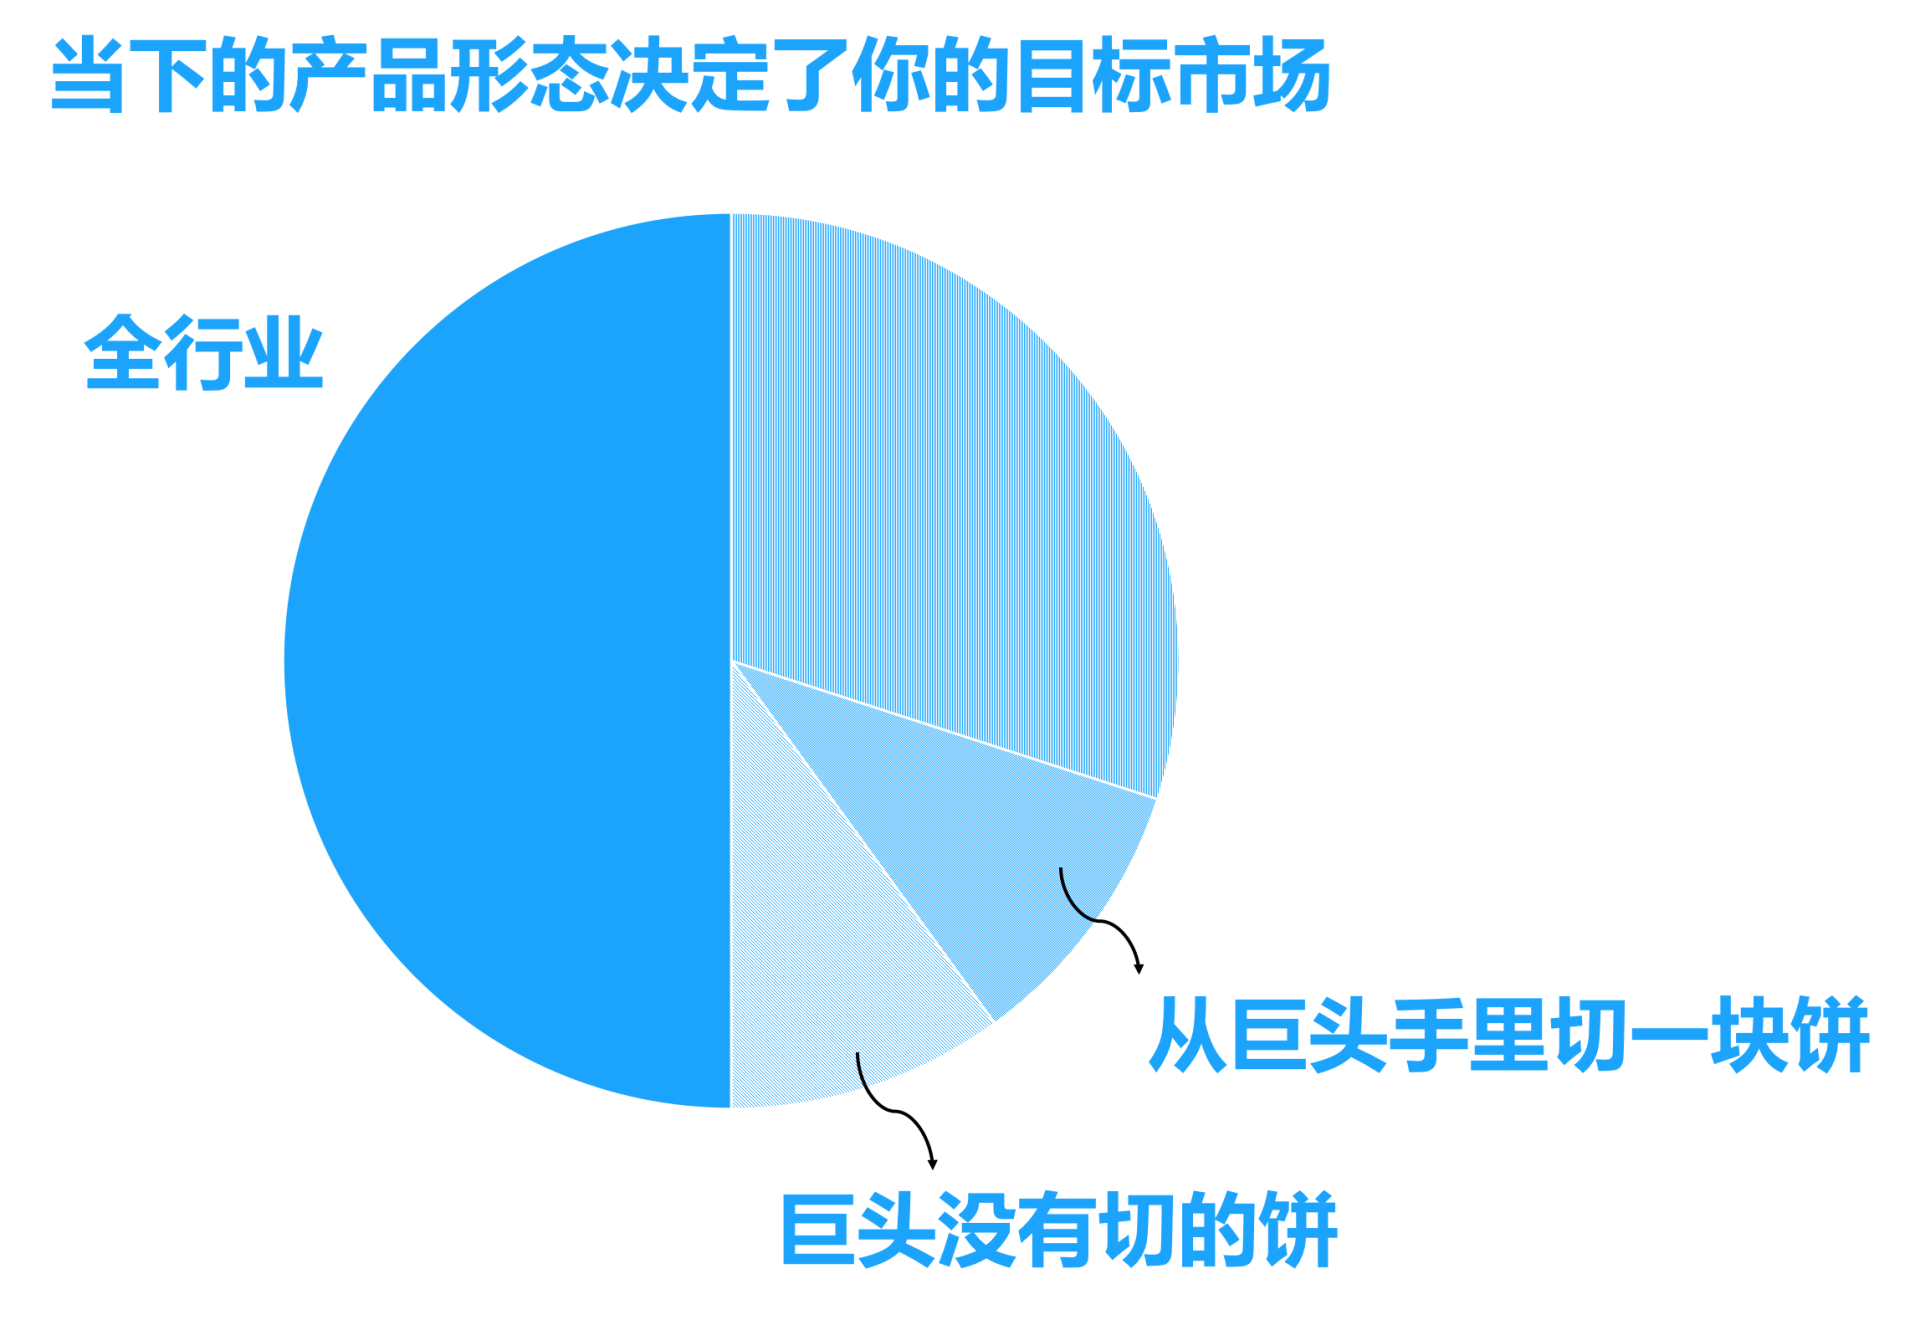 当下的产品形态决定了你的目标市场
全行业
从巨头手里切一块饼
巨头没有切的饼